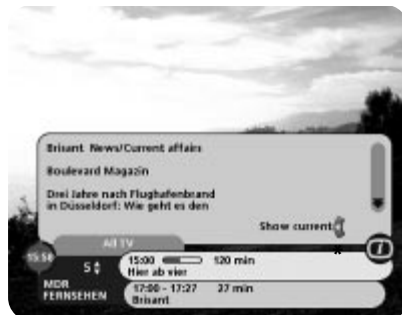 Brisant News/Current affairs
Boulevard Magazin
Drei Jahre nach Flughafenbrand
in Düsseldorf: Wie geht es den
Show current
All TV
i
15:58
5
15:00 120 min
Hier ab vier
MDR
FERNSEHEN
17:00 - 17:27 27 min
Brisant